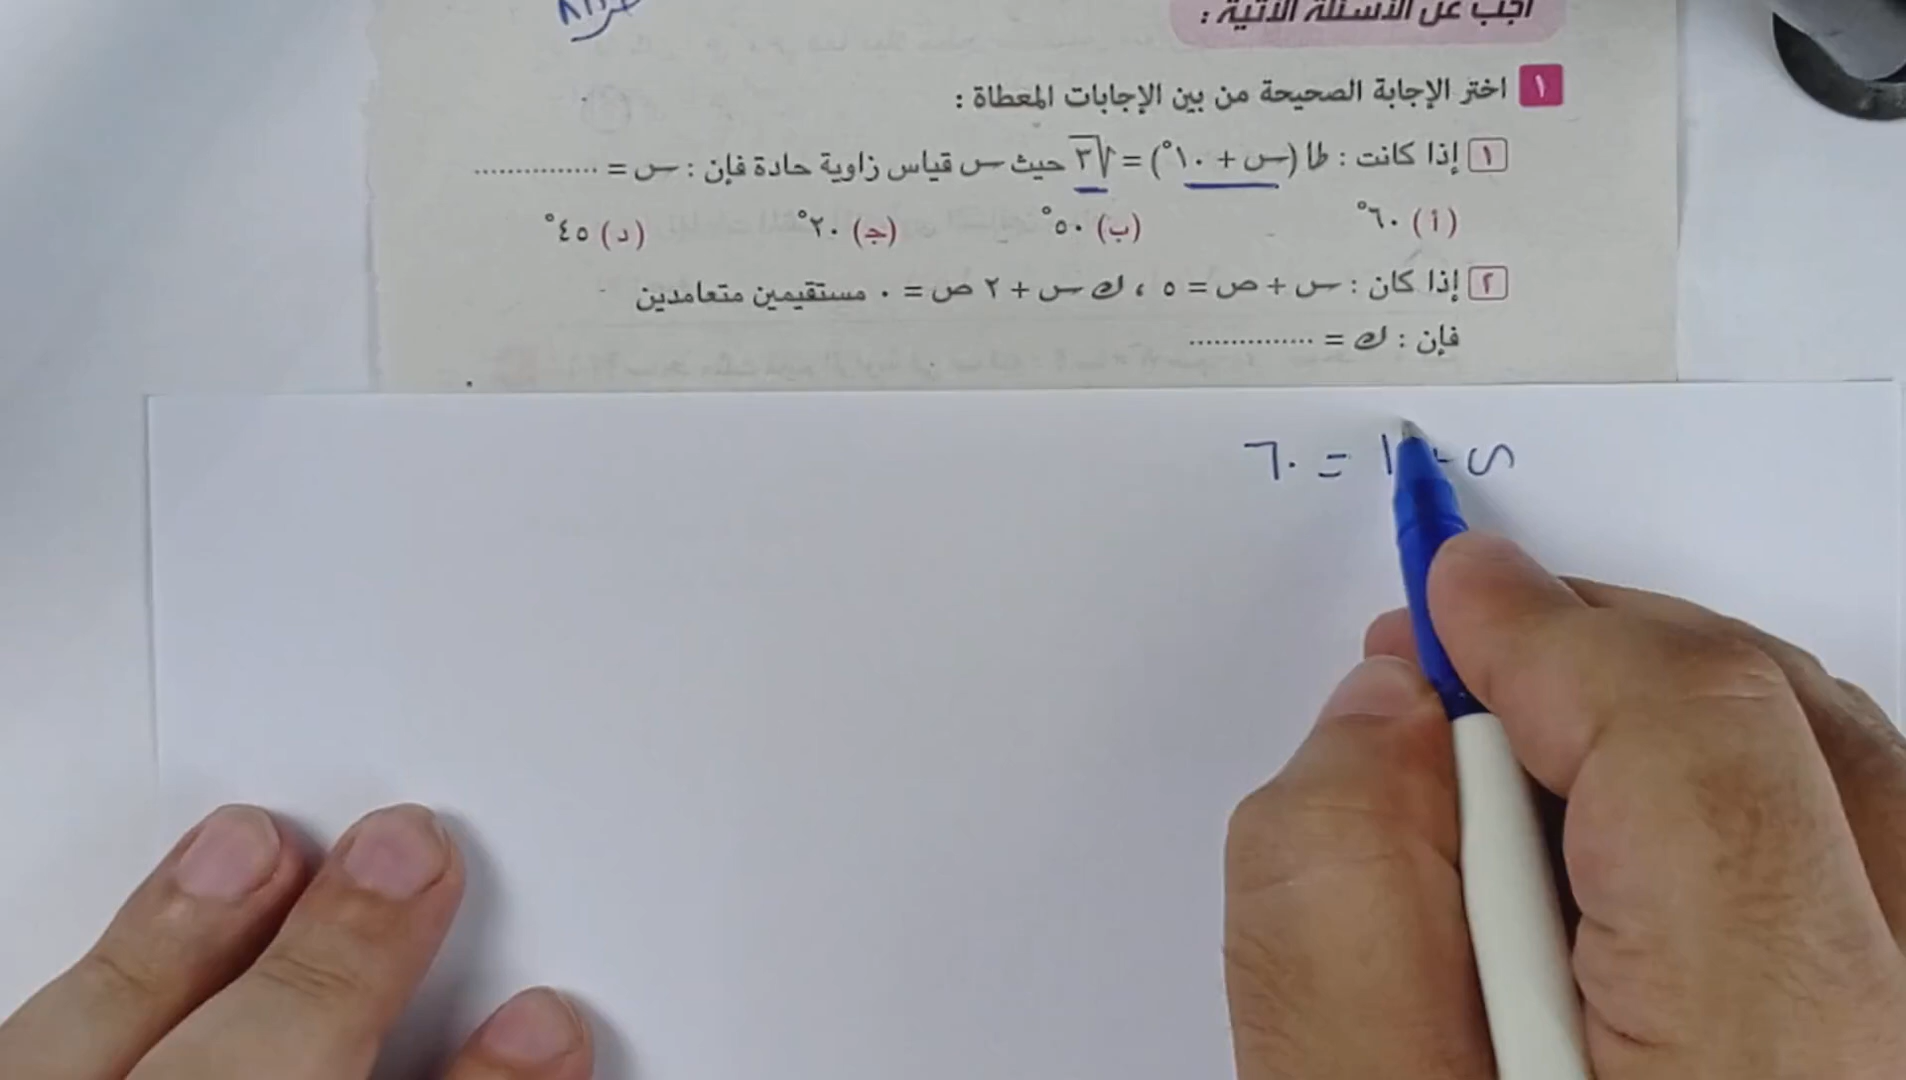 أجب عن الأسئلة الآتية :
١ اختر الإجابة الصحيحة من بين الإجابات المعطاة :
١ إذا كانت : طا (س + ١٠°) = √٣ حيث س قياس زاوية حادة فإن : س = ...............
(أ) ٦٠° (ب) ٥٠° (جـ) ٢٠° (د) ٤٥°
٢ إذا كان : س + ص = ٥ ، ك س + ٢ ص = ٠ مستقيمين متعامدين
فإن : ك = ...............
س + ١ = ٦٠